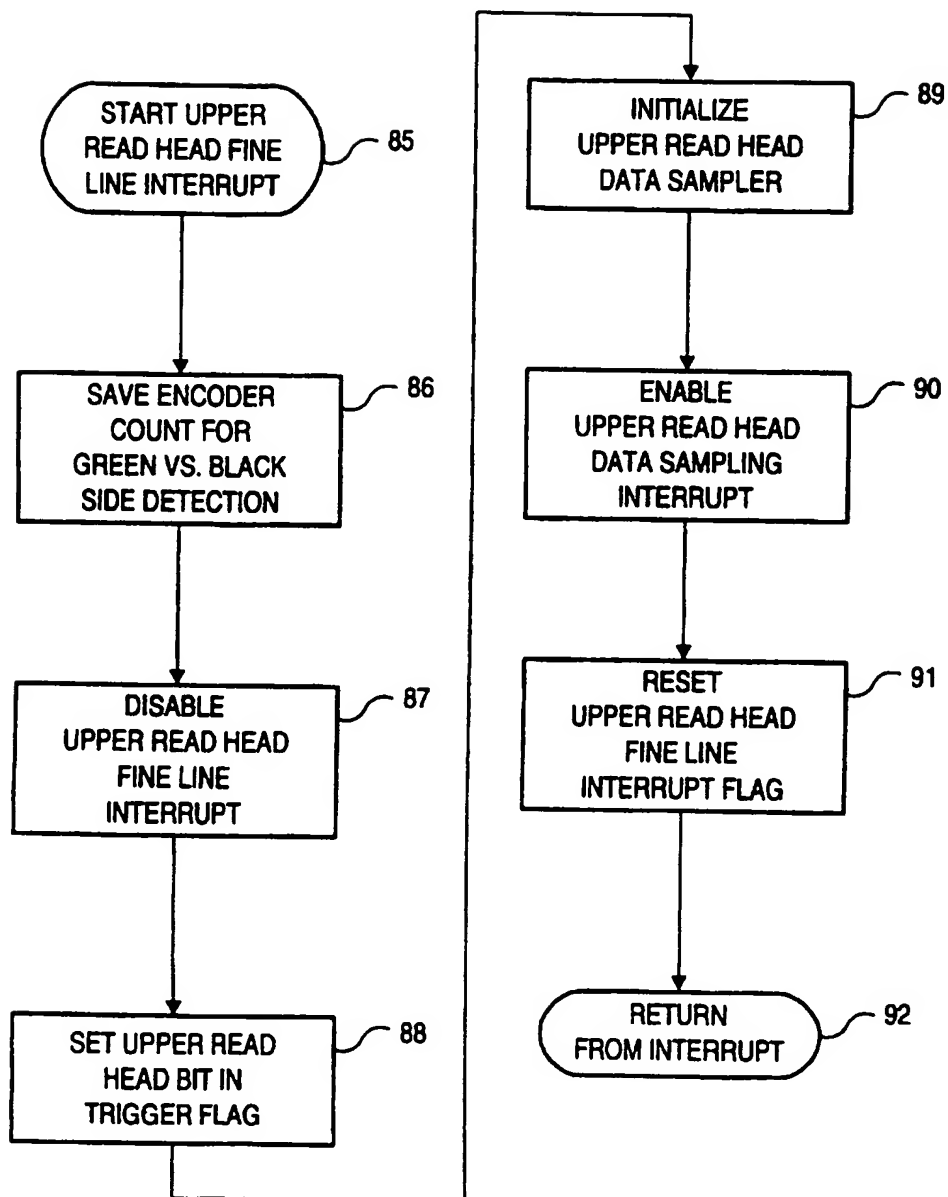 START UPPER
READ HEAD FINE
LINE INTERRUPT
85
SAVE ENCODER
COUNT FOR
GREEN VS. BLACK
SIDE DETECTION
86
DISABLE
UPPER READ HEAD
FINE LINE
INTERRUPT
87
SET UPPER READ
HEAD BIT IN
TRIGGER FLAG
88
INITIALIZE
UPPER READ HEAD
DATA SAMPLER
89
ENABLE
UPPER READ HEAD
DATA SAMPLING
INTERRUPT
90
RESET
UPPER READ HEAD
FINE LINE
INTERRUPT FLAG
91
RETURN
FROM INTERRUPT
92